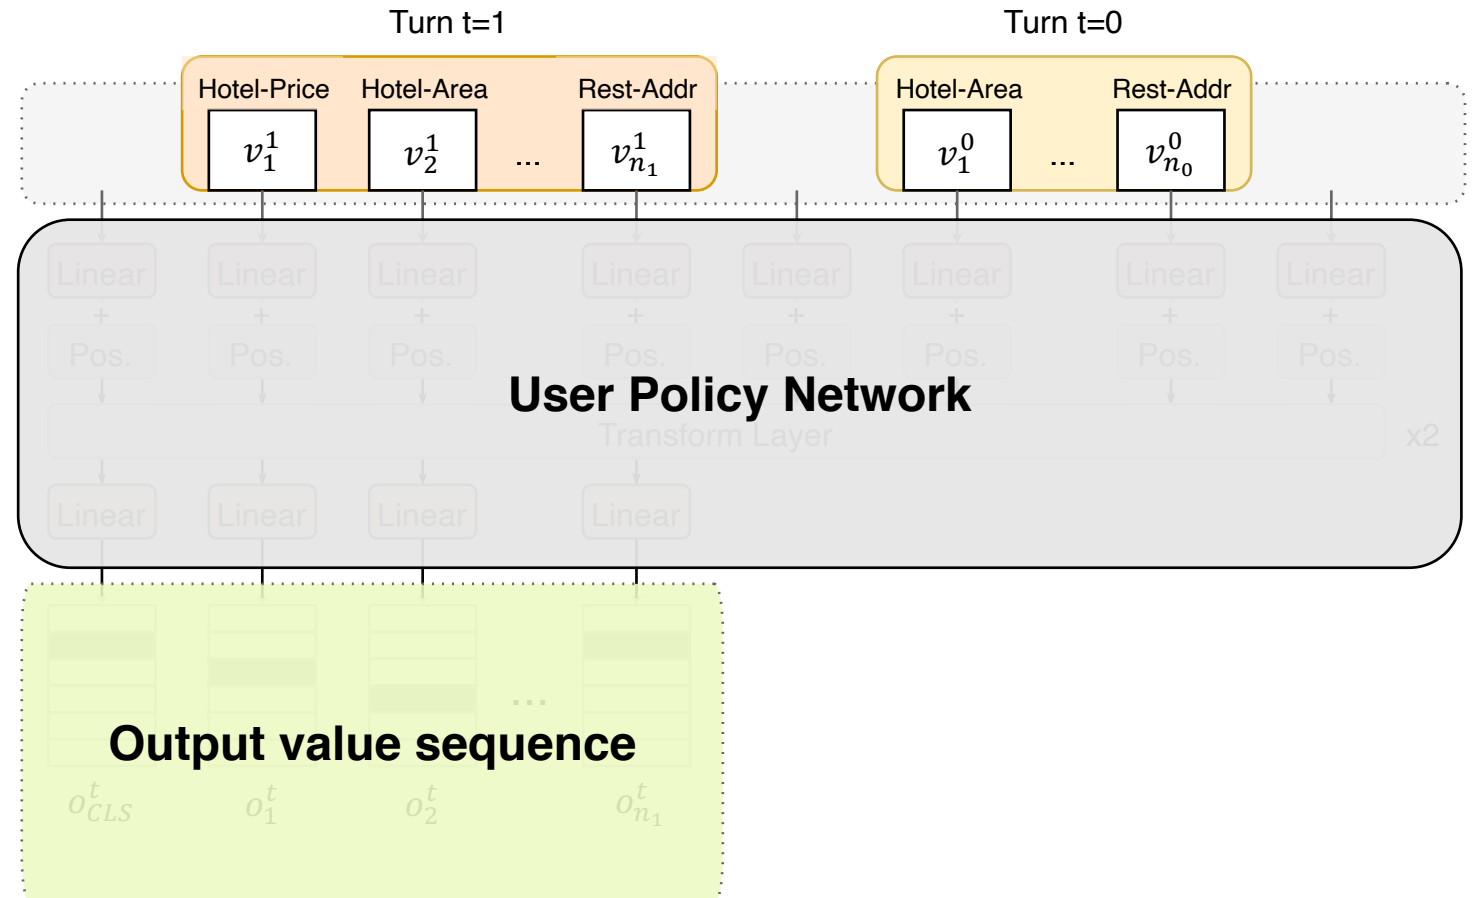 Turn t=1 Turn t=0
Hotel-Price Hotel-Area Rest-Addr Hotel-Area Rest-Addr
v_1^1 v_2^1 ... v_{n_1}^1 v_1^0 ... v_{n_0}^0
Linear Linear Linear Linear Linear Linear Linear Linear
+ + + + + + + +
Pos. Pos. Pos. Pos. Pos. Pos. Pos. Pos.
User Policy Network
Transform Layer x2
Linear Linear Linear Linear
...
Output value sequence
o_{CLS}^t o_1^t o_2^t o_{n_1}^t